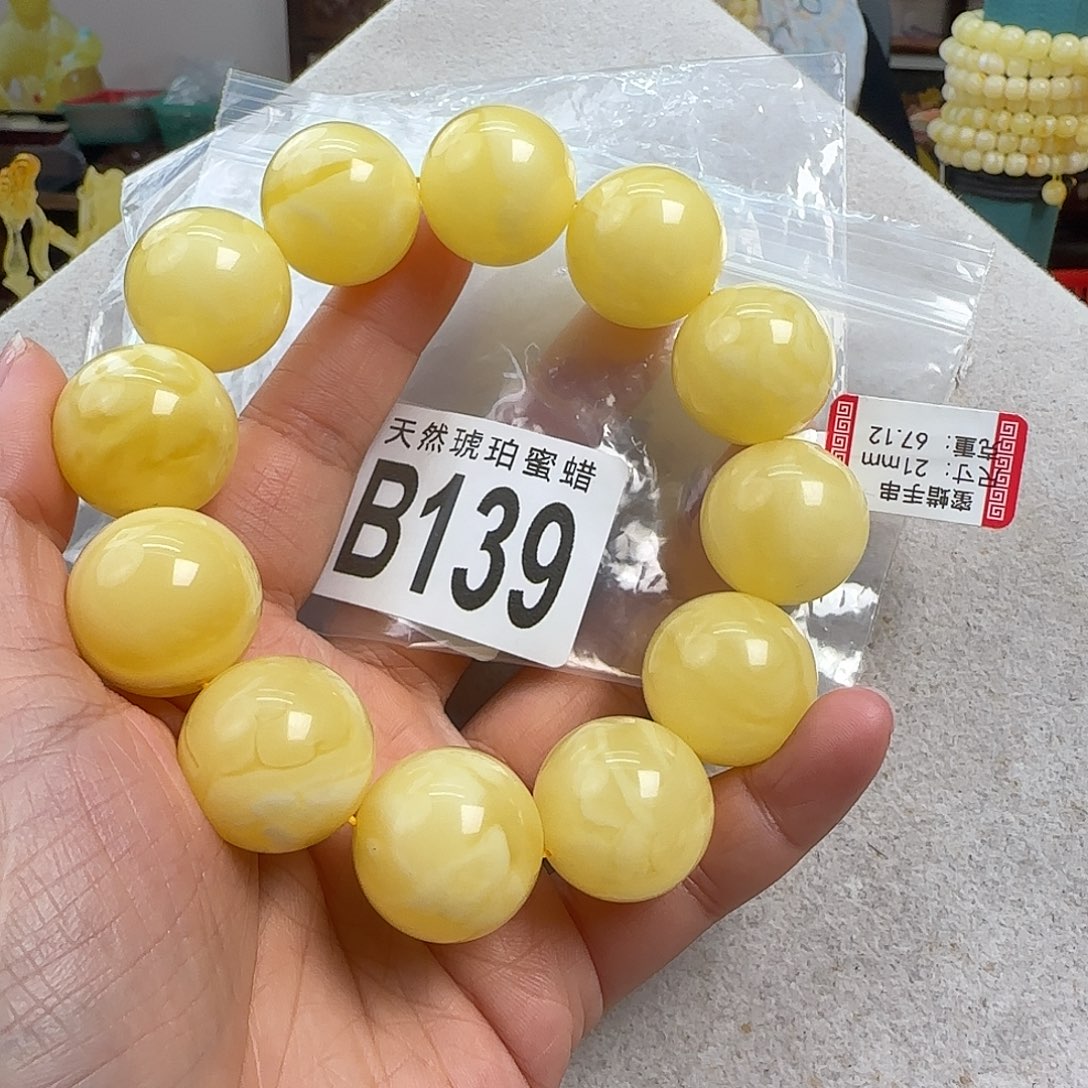 天然琥珀蜜蜡
B139
蜜蜡手串
尺寸：21mm
克重：67.12